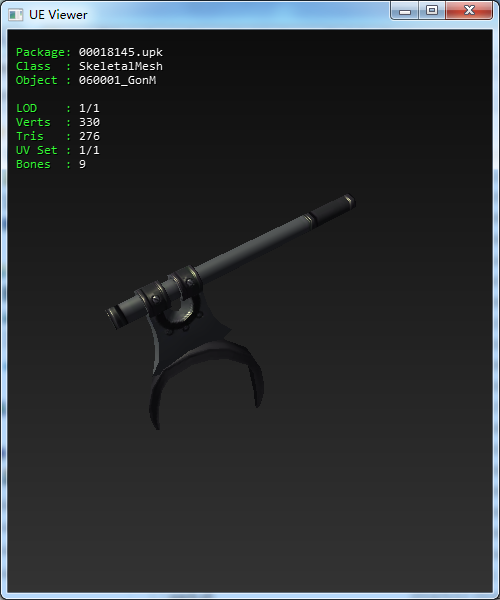 UE Viewer
Package: 00018145.upk
Class : SkeletalMesh
Object : 060001_GonM
LOD : 1/1
Verts : 330
Tris : 276
UV Set : 1/1
Bones : 9